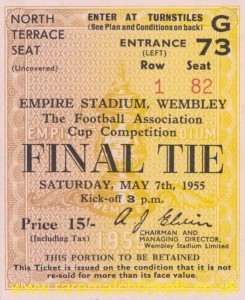 NORTH
TERRACE
SEAT
(Uncovered)
ENTER AT TURNSTILES
(See Plan and Conditions on back)
G
ENTRANCE
(LEFT)
73
Row Seat
1 82
EMPIRE STADIUM, WEMBLEY
The Football Association
Cup Competition
FINAL TIE
SATURDAY, MAY 7th, 1955
Kick-off 3 p.m.
Price 15/-
(Including Tax)
CHAIRMAN AND
MANAGING DIRECTOR,
Wembley Stadium Limited
THIS PORTION TO BE RETAINED
This Ticket is issued on the condition that it is not
re-sold for more than its face value.